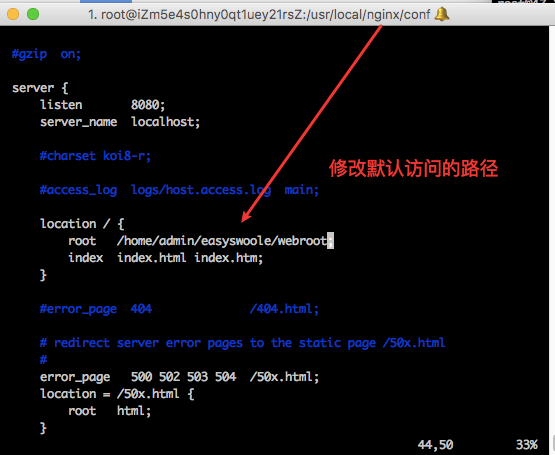 1. root@iZm5e4s0hny0qt1uey21rsZ:/usr/local/nginx/conf
#gzip  on;
server {
    listen       8080;
    server_name  localhost;
    #charset koi8-r;
修改默认访问的路径
    #access_log  logs/host.access.log  main;
    location / {
        root   /home/admin/easyswoole/webroot;
        index  index.html index.htm;
    }
    #error_page  404              /404.html;
    # redirect server error pages to the static page /50x.html
    #
    error_page   500 502 503 504  /50x.html;
    location = /50x.html {
        root   html;
    }
44,50         33%